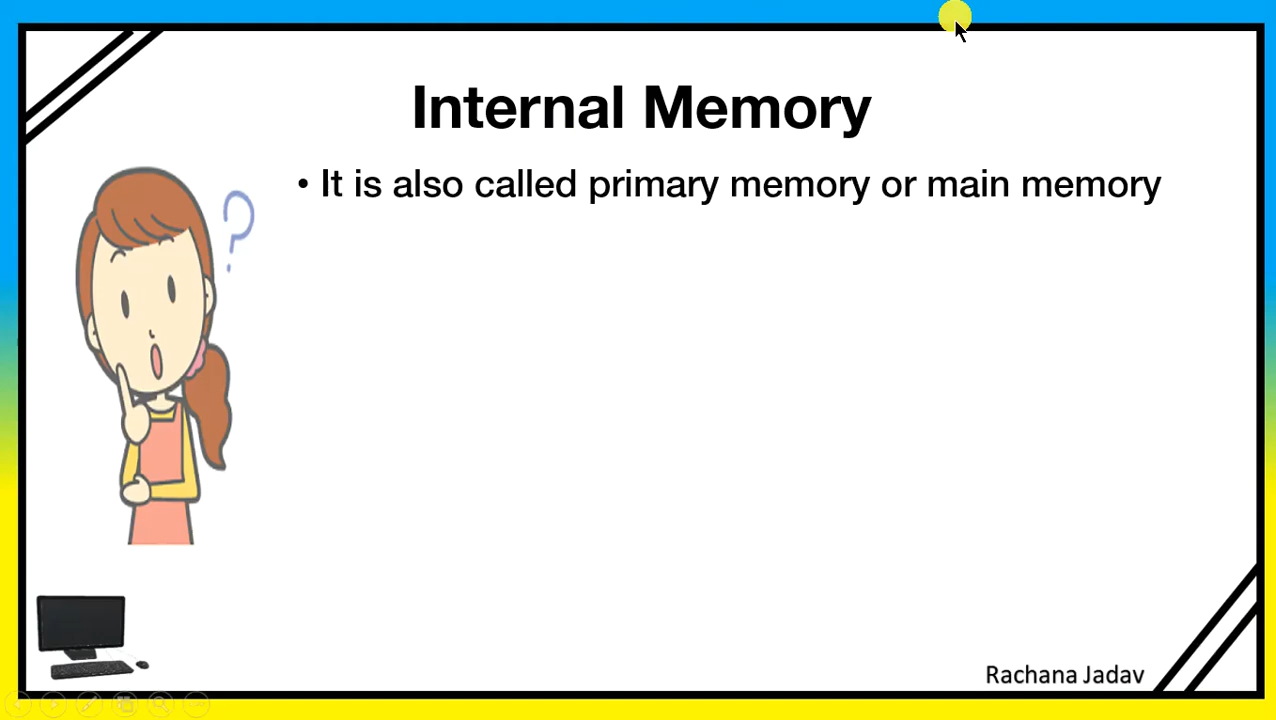 Internal Memory
• It is also called primary memory or main memory
?
Rachana Jadav